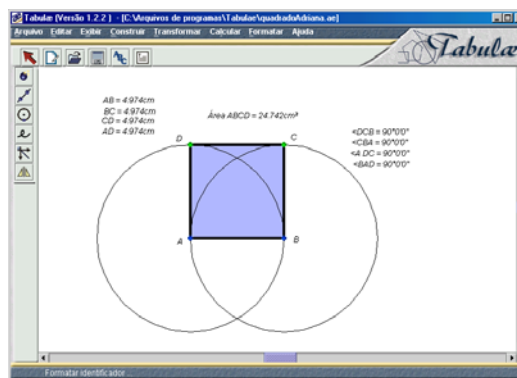 Tabulæ (Versão 1.2.2 ) - [C:\Arquivos de programas\Tabulae\quadradoAdriana.ae]
Arquivo Editar Exibir Construir Transformar Calcular Formatar Ajuda
Tabulæ
AB = 4.974cm
BC = 4.974cm
CD = 4.974cm
AD = 4.974cm
Área ABCD = 24.742cm²
<DCB = 90°0'0"
<CBA = 90°0'0"
<ADC = 90°0'0"
<BAD = 90°0'0"
D
C
A
B
Formatar identificador